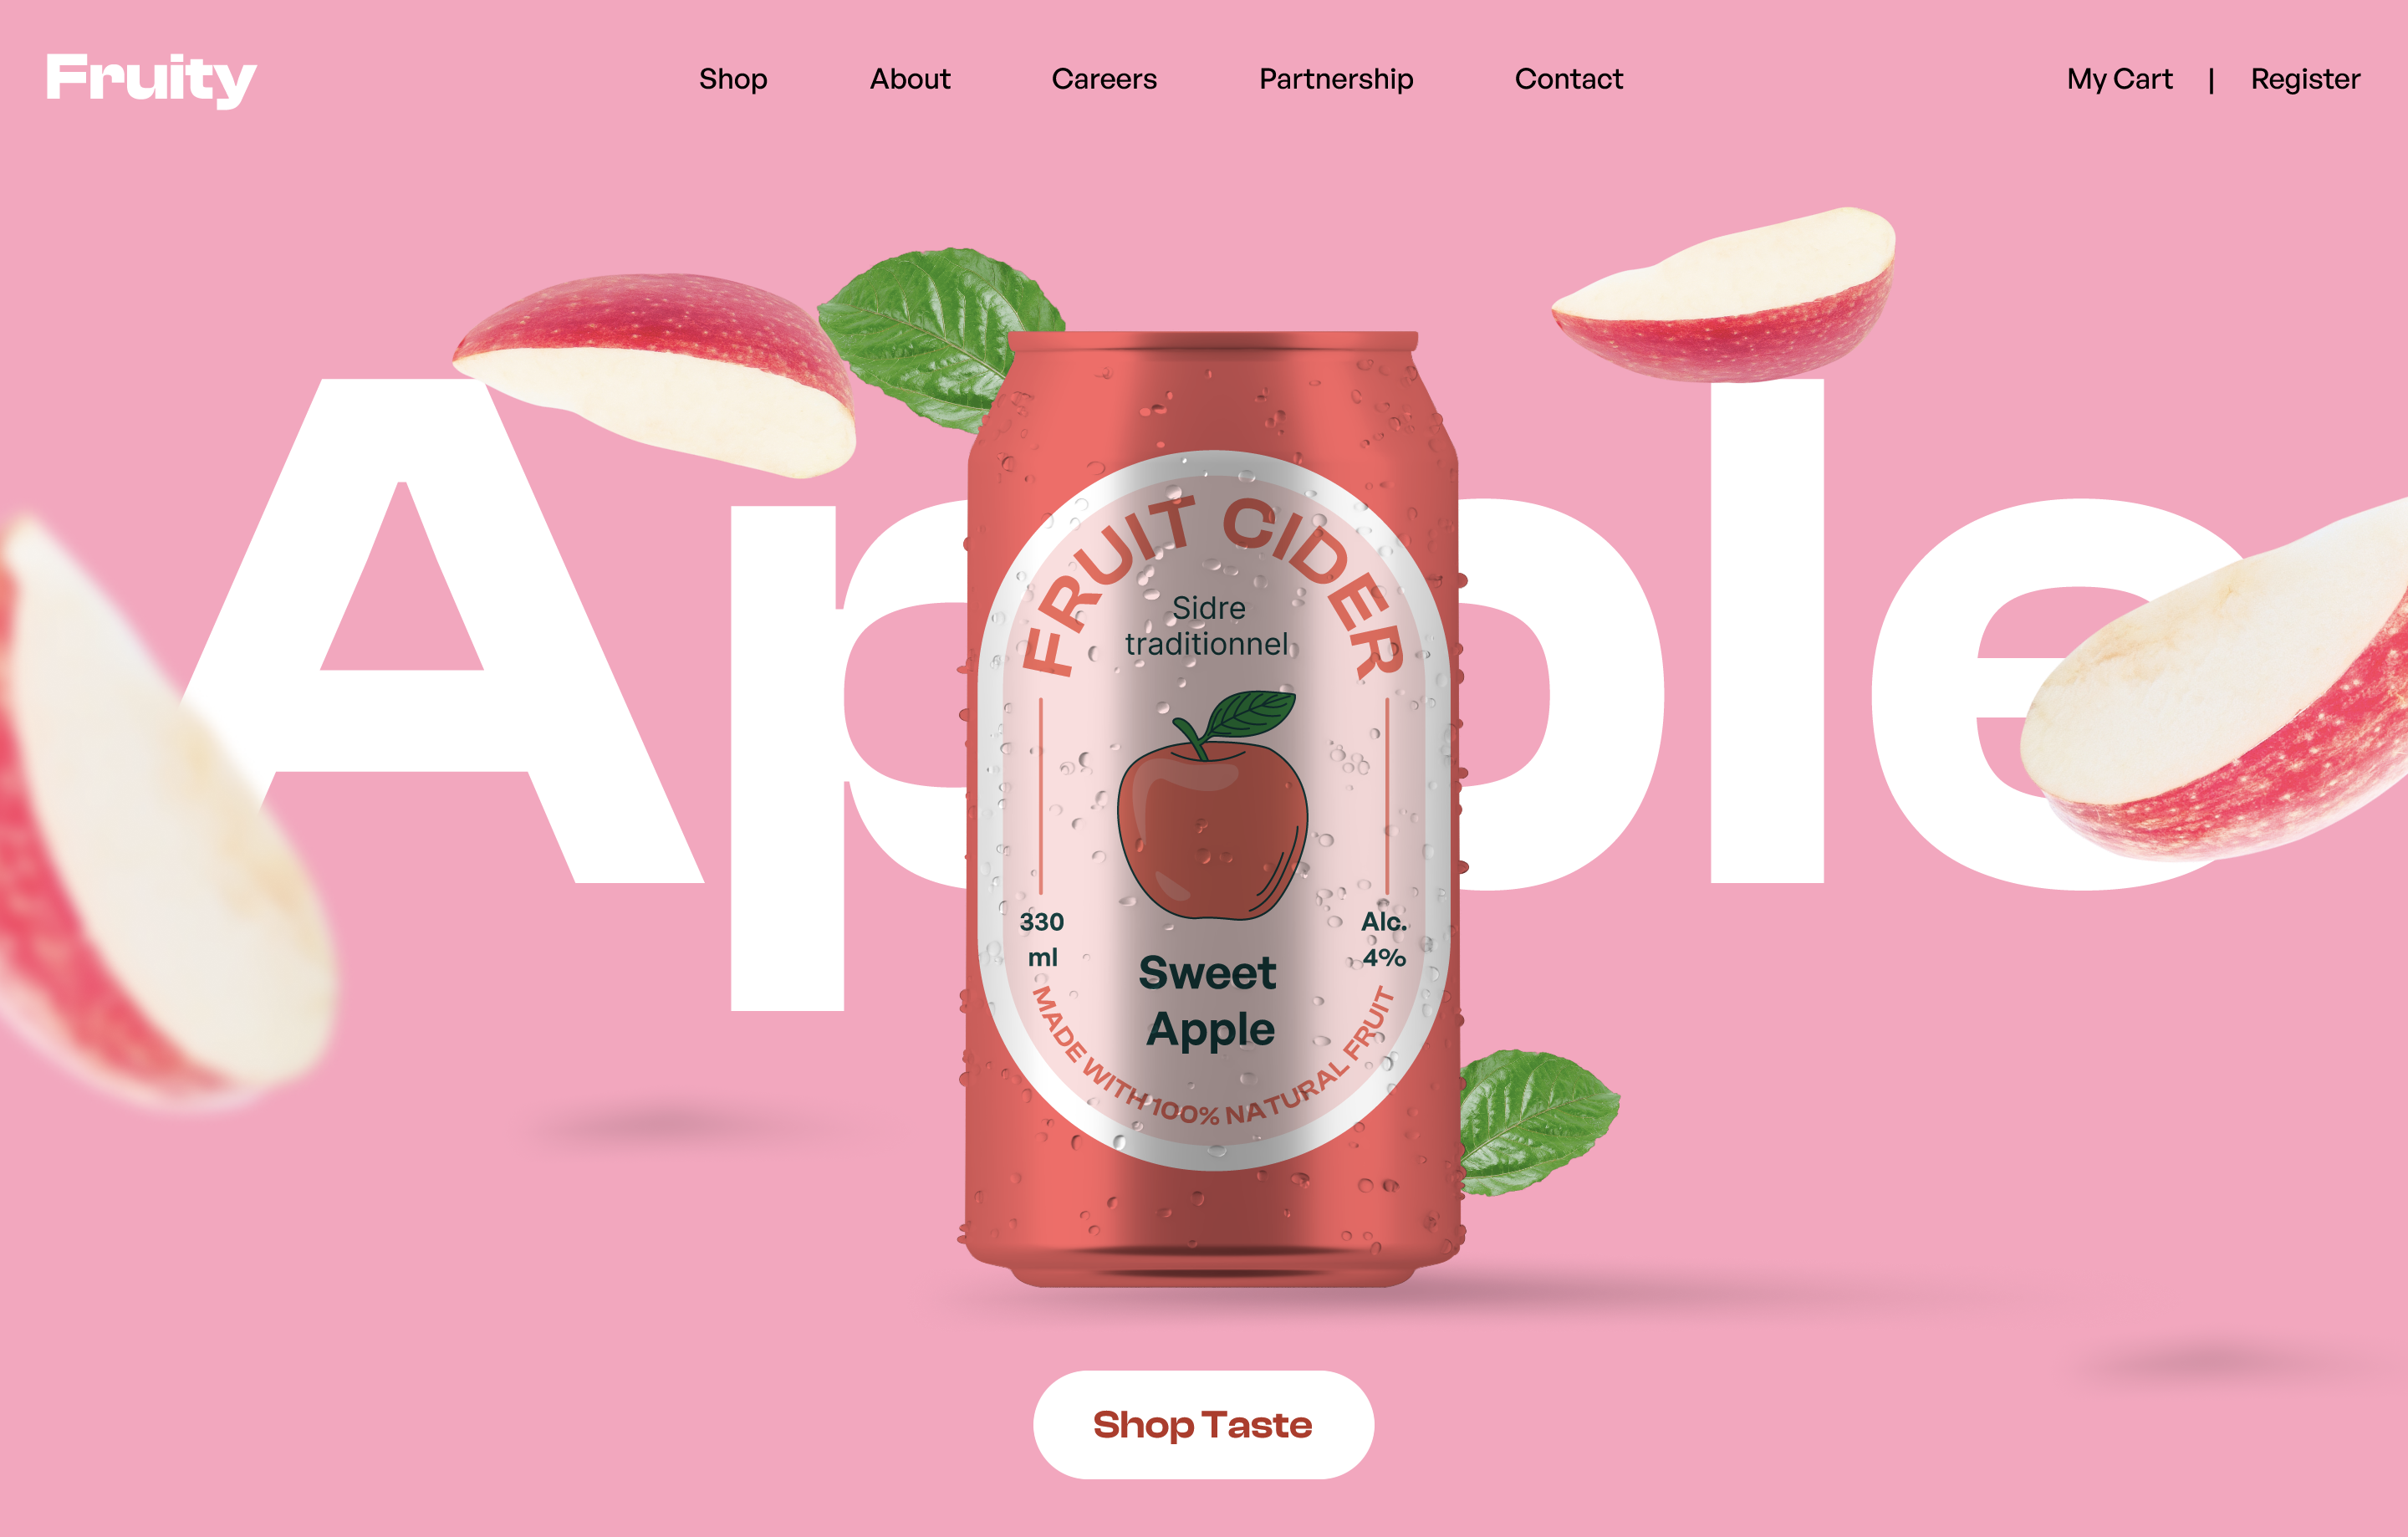 Fruity
Shop About Careers Partnership Contact
My Cart | Register
Apple
FRUIT CIDER
Sidre
traditionnel
330
ml
Alc.
4%
Sweet
Apple
MADE WITH 100% NATURAL FRUIT
Shop Taste